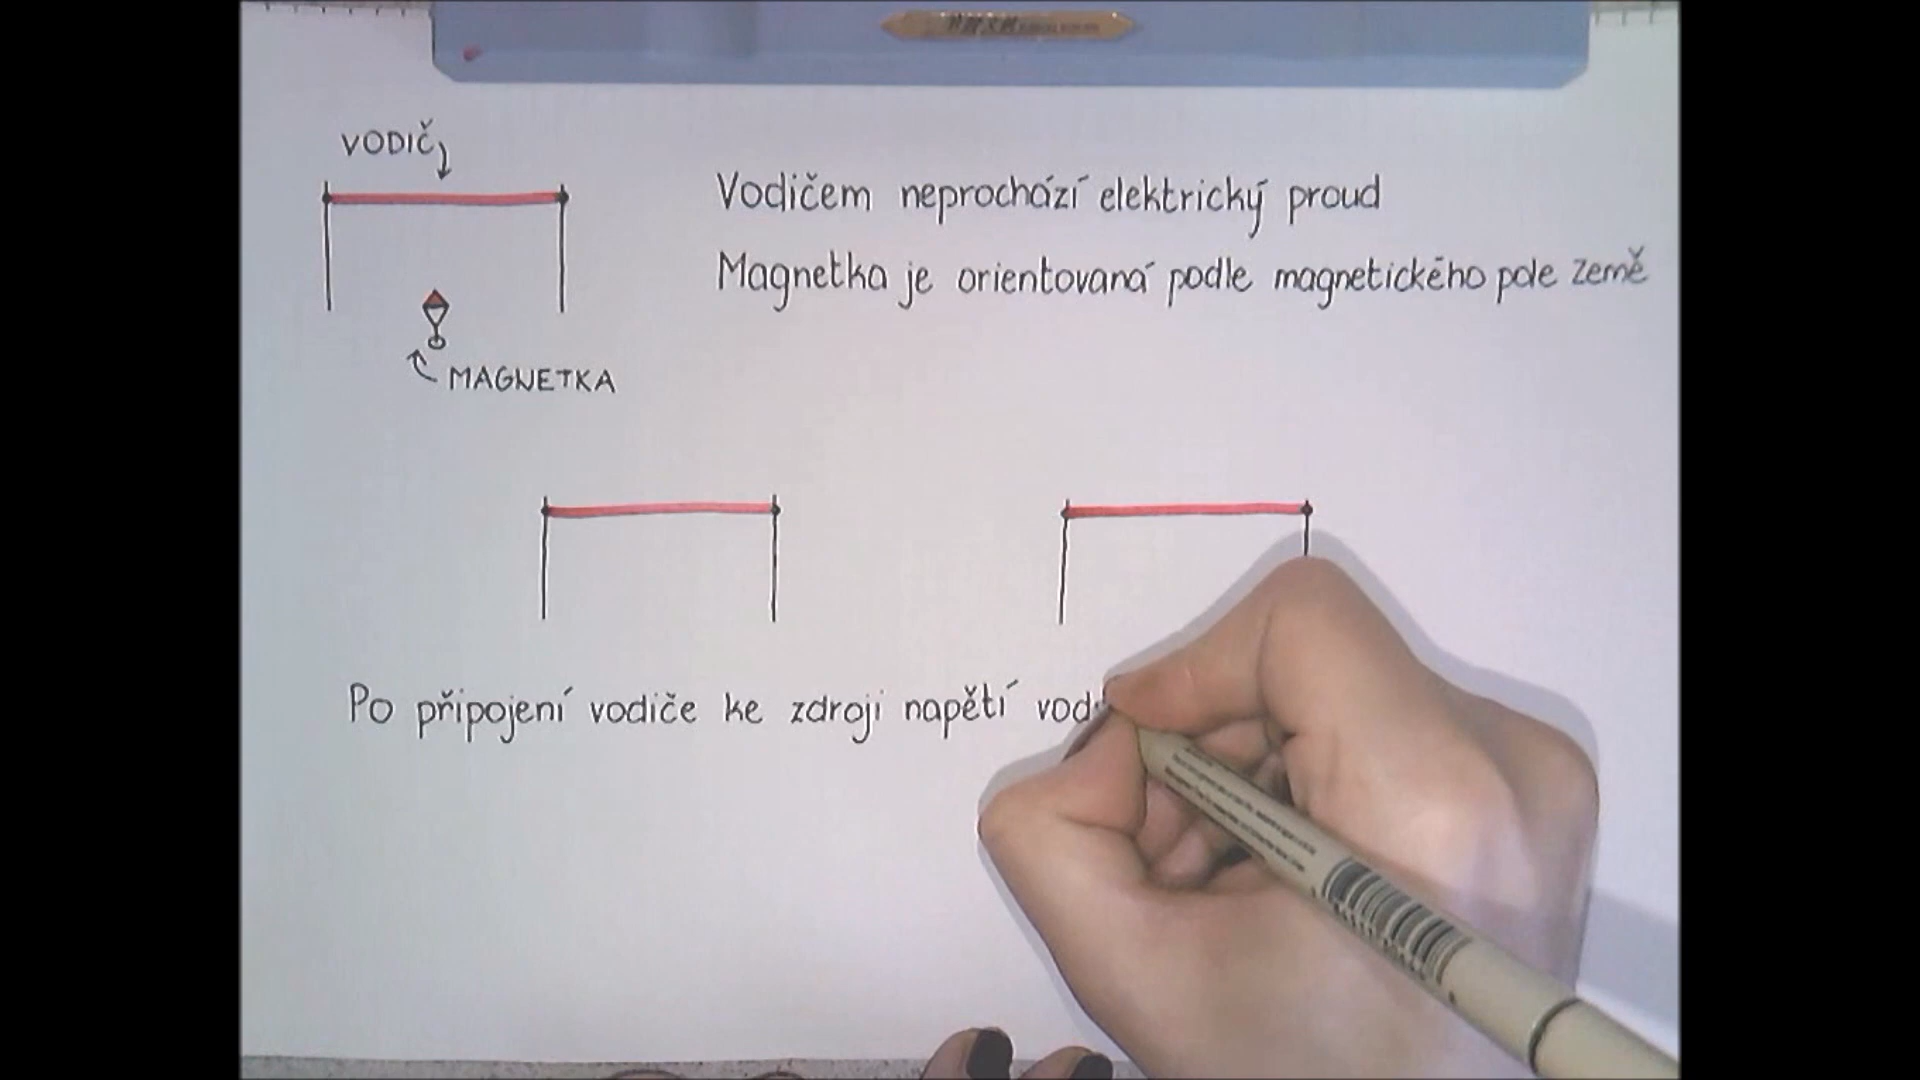 VODIČ
Vodičem neprochází elektrický proud
Magnetka je orientovaná podle magnetického pole Země
MAGNETKA
Po připojení vodiče ke zdroji napětí vod